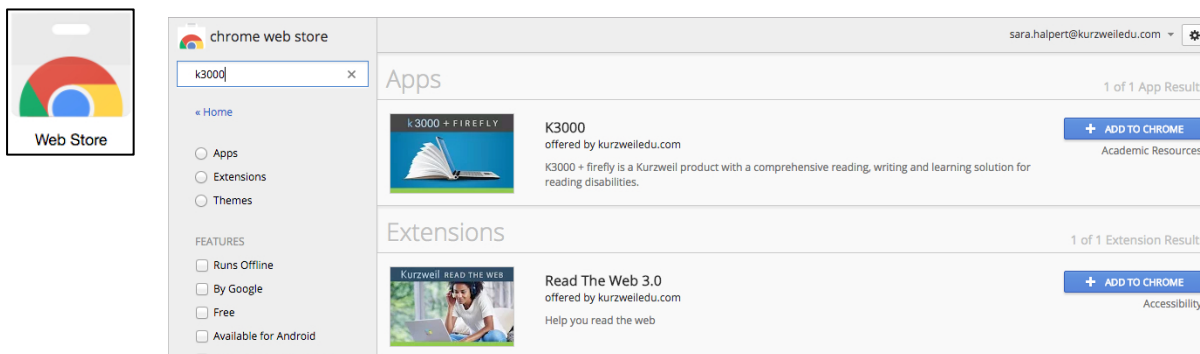 Web Store
chrome web store
sara.halpert@kurzweiledu.com
k3000
« Home
Apps
Extensions
Themes
FEATURES
Runs Offline
By Google
Free
Available for Android
Apps
1 of 1 App Result
k3000 + FIREFLY
K3000
offered by kurzweiledu.com
K3000 + firefly is a Kurzweil product with a comprehensive reading, writing and learning solution for
reading disabilities.
+ ADD TO CHROME
Academic Resources
Extensions
1 of 1 Extension Result
Kurzweil READ THE WEB
Read The Web 3.0
offered by kurzweiledu.com
Help you read the web
+ ADD TO CHROME
Accessibility